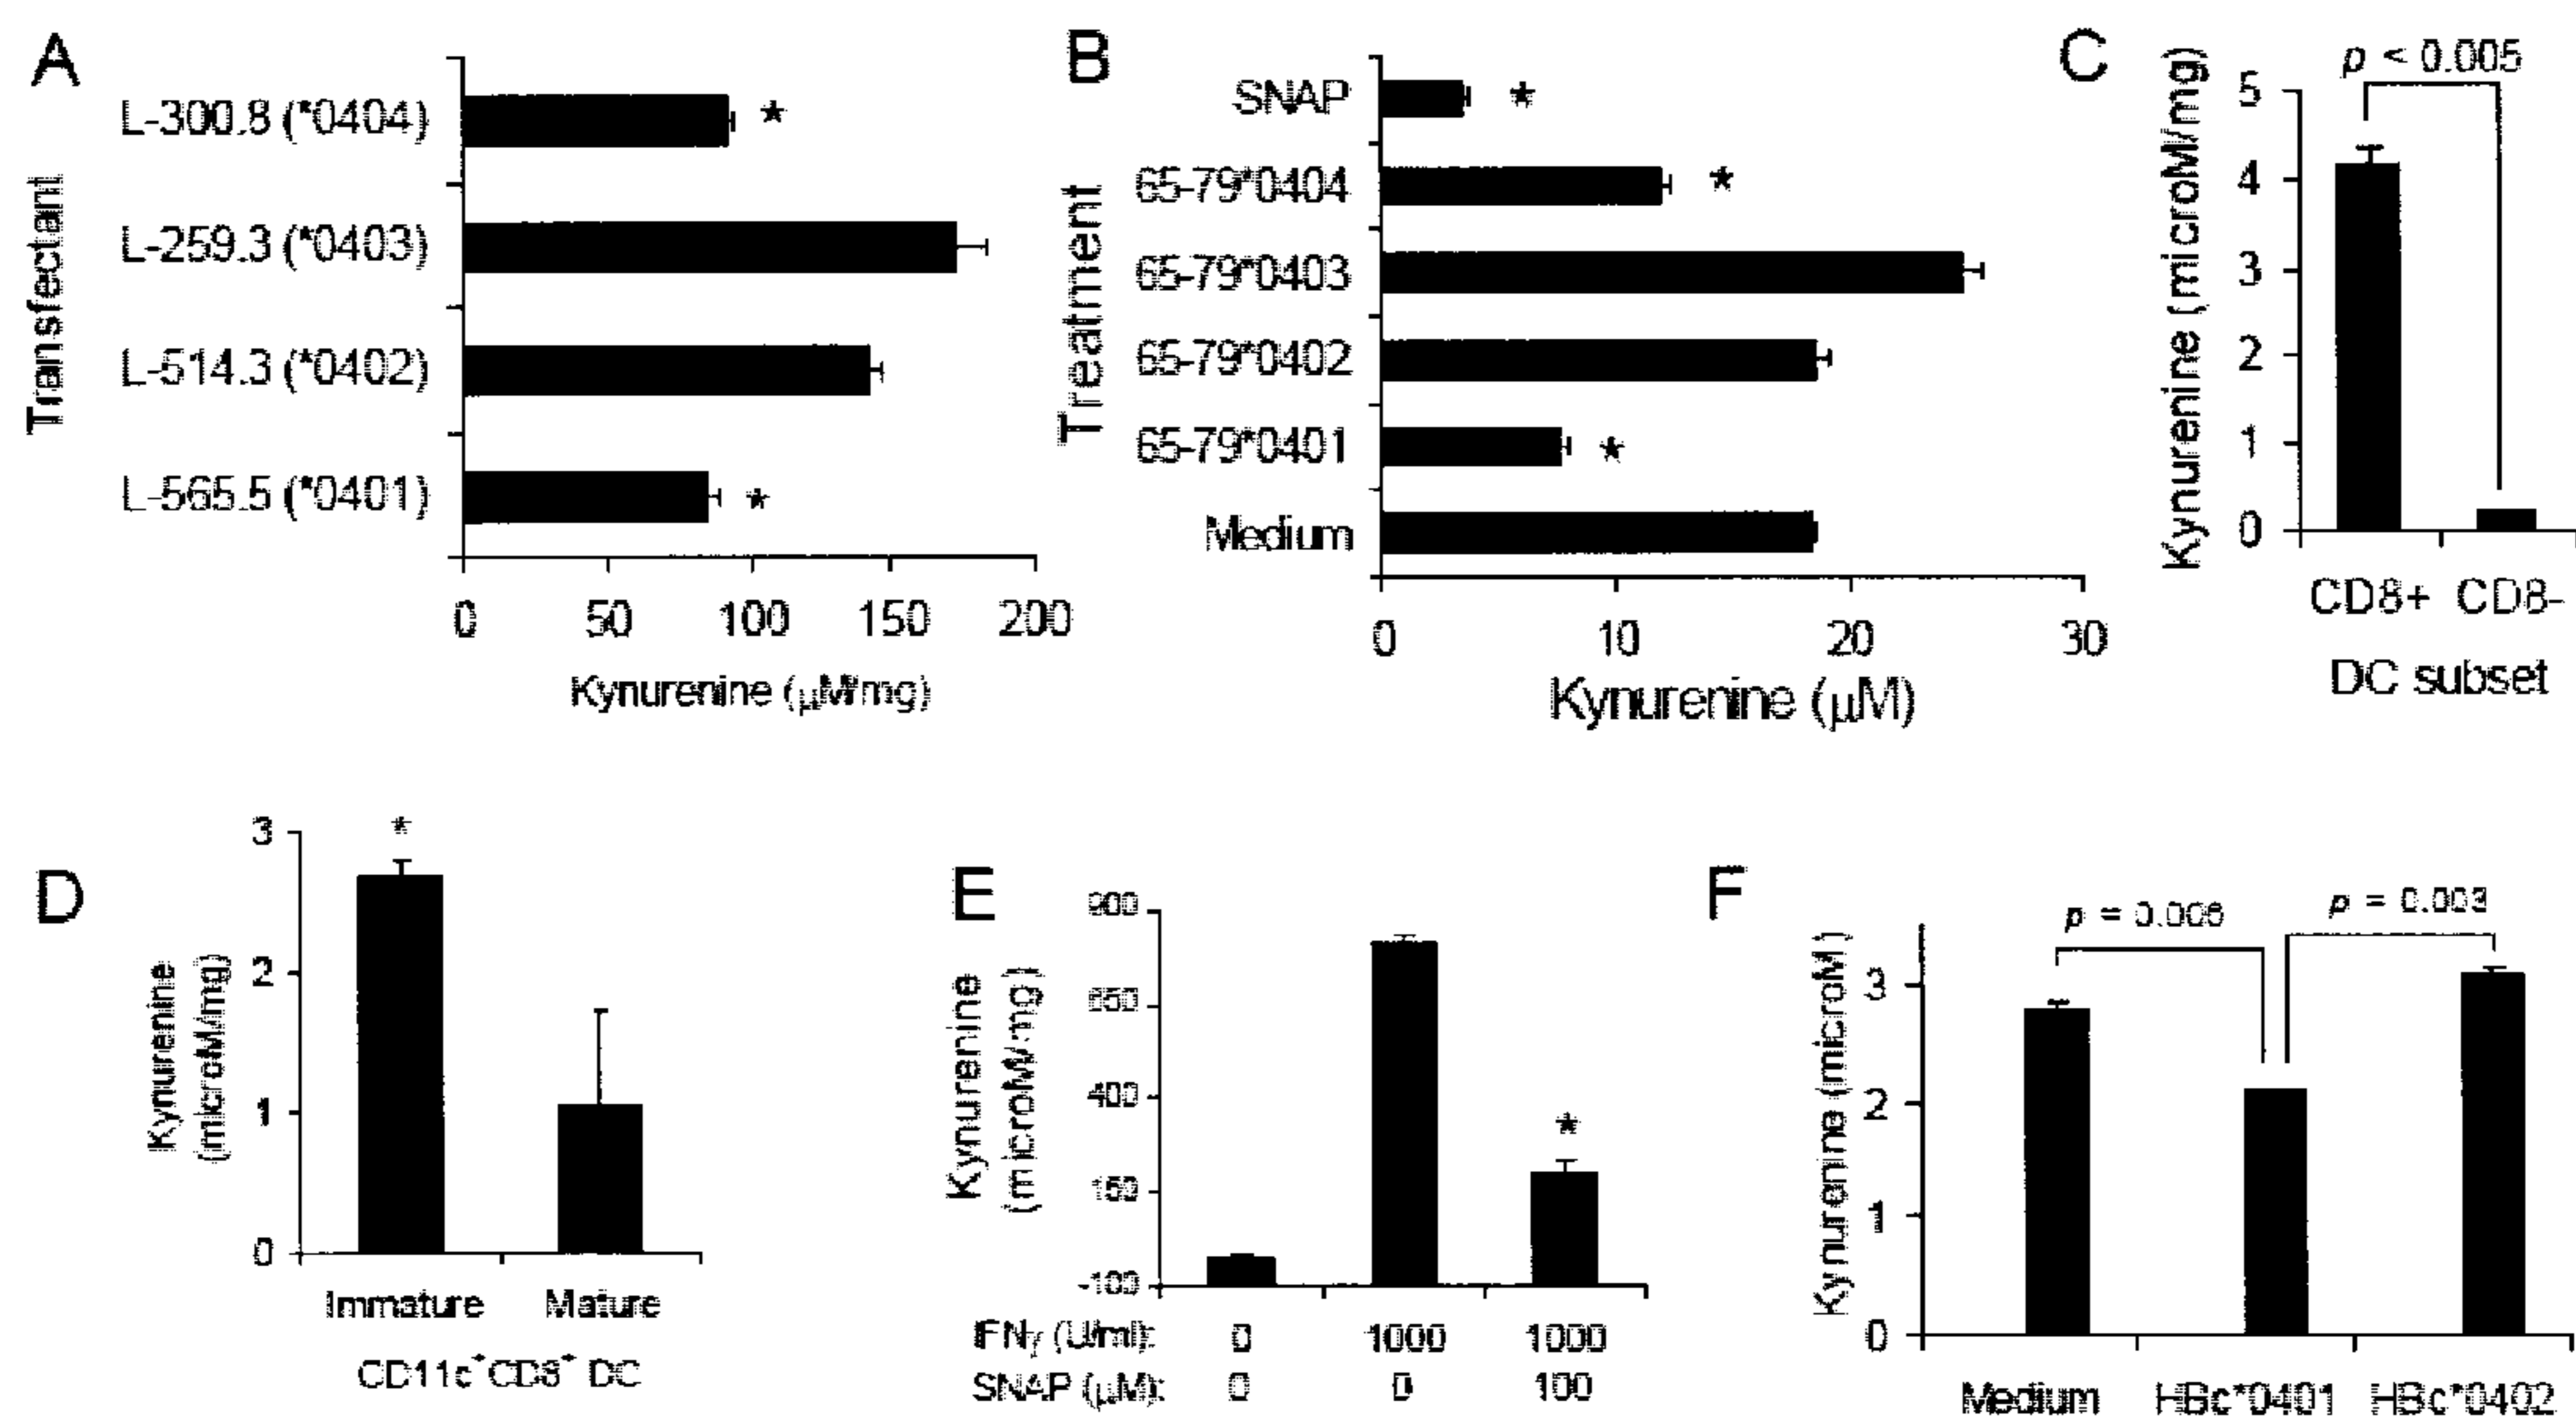 A
Transfectant
L-300.8 (*0404)
*
L-259.3 (*0403)
L-514.3 (*0402)
L-565.5 (*0401)
*
0 50 100 150 200
Kynurenine (μM/mg)
B
Treatment
SNAP
*
65-79*0404
*
65-79*0403
65-79*0402
65-79*0401
*
Medium
0 10 20 30
Kynurenine (μM)
C
p < 0.005
Kynurenine (microM/mg)
5
4
3
2
1
0
CD8+ CD8-
DC subset
D
Kynurenine
(microM/mg)
3
2
1
0
*
Immature Mature
CD11c+CD8+ DC
E
Kynurenine
(microM/mg)
900
650
400
150
-100
*
IFNγ (U/ml): 0 1000 1000
SNAP (μM): 0 0 100
F
p = 0.006
p = 0.003
Kynurenine (microM)
3
2
1
0
Medium HBc*0401 HBc*0402